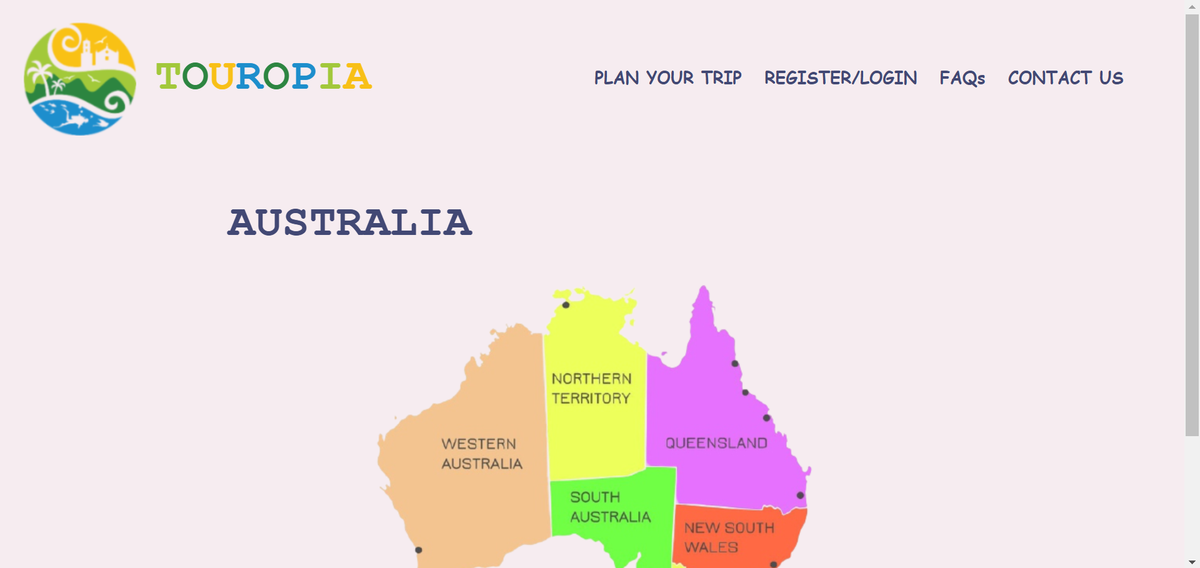 TOUROPIA
PLAN YOUR TRIP REGISTER/LOGIN FAQs CONTACT US
AUSTRALIA
NORTHERN
TERRITORY
WESTERN
AUSTRALIA
QUEENSLAND
SOUTH
AUSTRALIA
NEW SOUTH
WALES